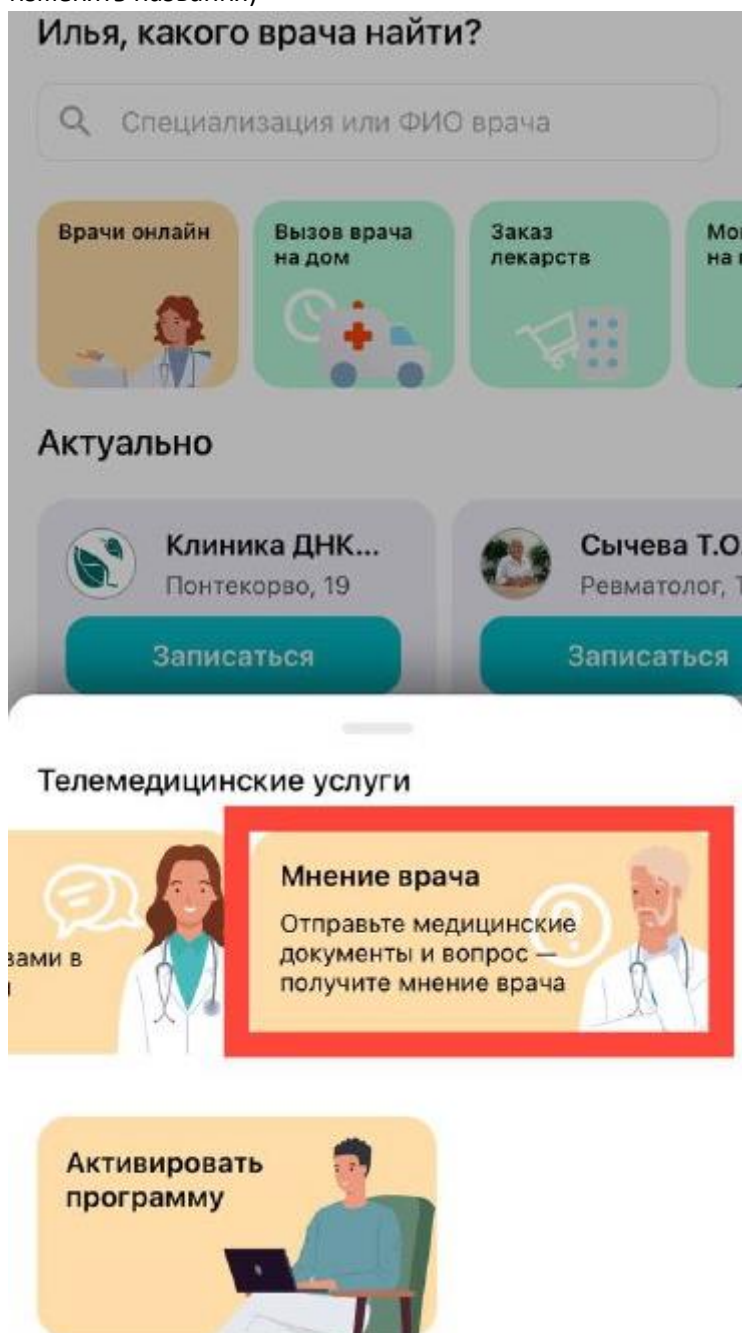 Илья, какого врача найти?
Специализация или ФИО врача
Врачи онлайн
Вызов врача
на дом
Заказ
лекарств
Актуально
Клиника ДНК...
Понтекорво, 19
Записаться
Сычева Т.О.
Ревматолог,
Записаться
Телемедицинские услуги
Мнение врача
Отправьте медицинские
документы и вопрос —
получите мнение врача
Активировать
программу